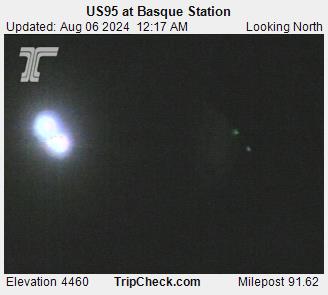 US95 at Basque Station
Updated: Aug 06 2024 12:17 AM Looking North
Elevation 4460 TripCheck.com Milepost 91.62